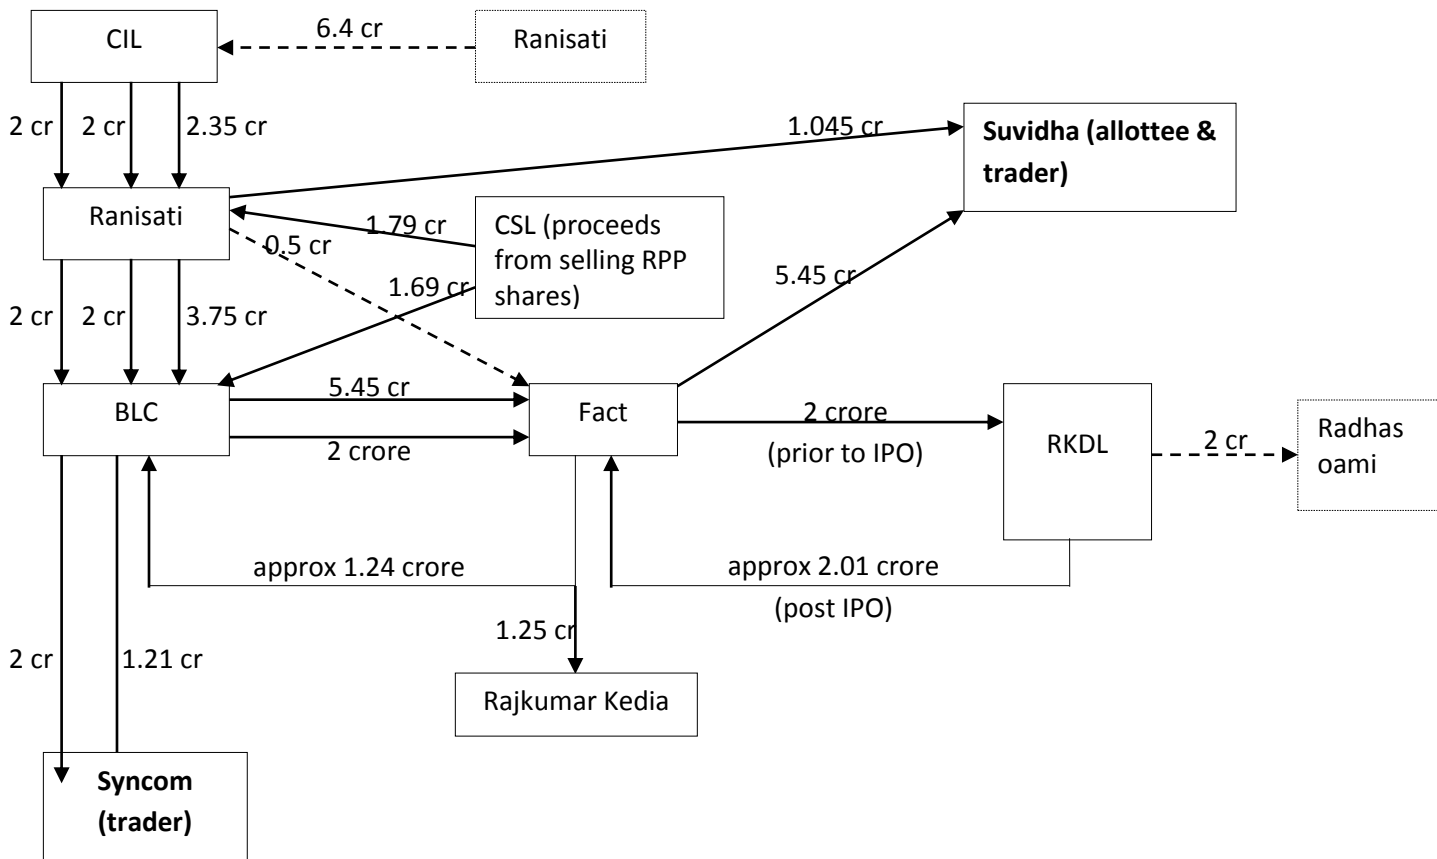 CIL
6.4 cr
Ranisati
2 cr
2 cr
2.35 cr
1.045 cr
Suvidha (allottee &
trader)
Ranisati
1.79 cr
CSL (proceeds
from selling RPP
shares)
0.5 cr
1.69 cr
5.45 cr
2 cr
2 cr
3.75 cr
BLC
5.45 cr
2 crore
Fact
2 crore
(prior to IPO)
RKDL
2 cr
Radhas
oami
approx 1.24 crore
approx 2.01 crore
(post IPO)
1.25 cr
2 cr
1.21 cr
Rajkumar Kedia
Syncom
(trader)